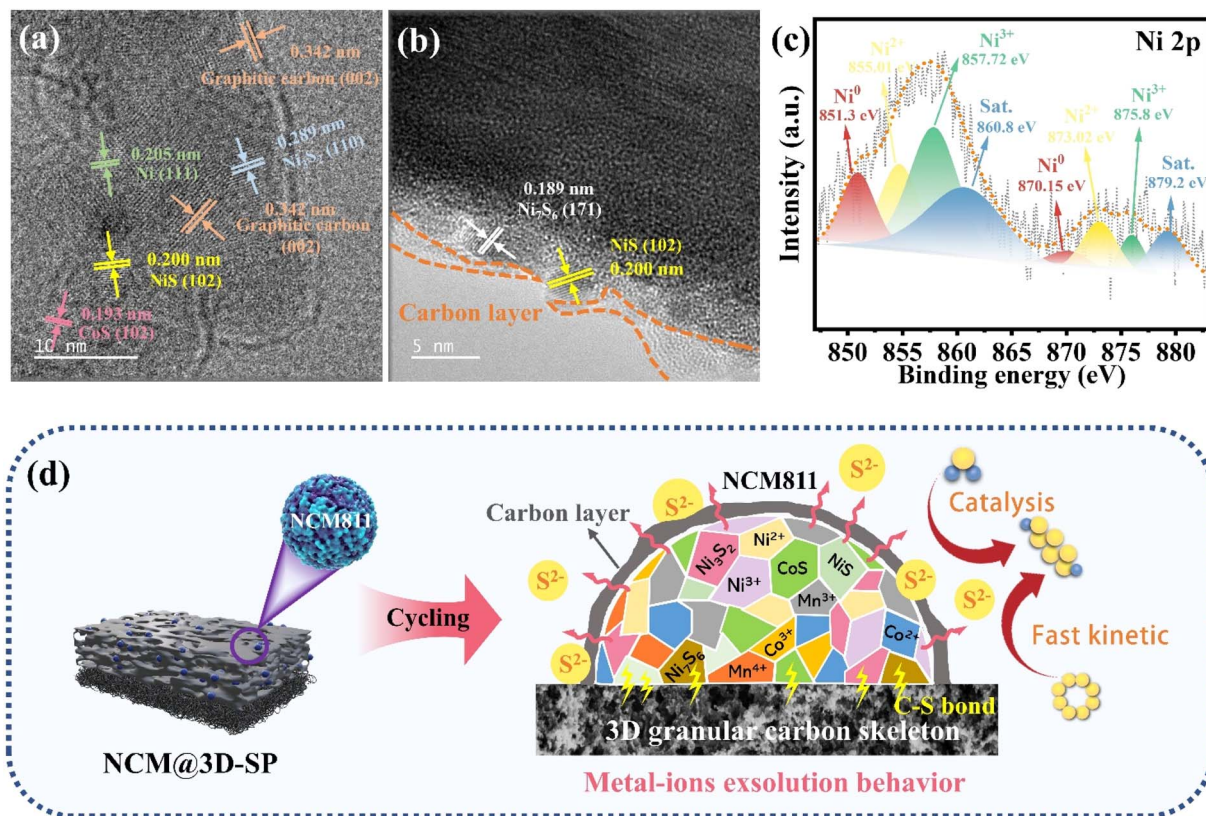 (a)
0.342 nm
Graphitic carbon (002)
0.289 nm
Ni₃S₂ (110)
0.205 nm
Ni (111)
0.342 nm
Graphitic carbon
(002)
0.200 nm
NiS (102)
0.193 nm
CoS (102)
10 nm
(b)
0.189 nm
Ni₇S₆ (171)
NiS (102)
0.200 nm
Carbon layer
5 nm
(c)
Ni 2p
Ni³⁺
857.72 eV
Ni²⁺
855.01 eV
Ni⁰
851.3 eV
Sat.
860.8 eV
Ni²⁺
873.02 eV
Ni³⁺
875.8 eV
Ni⁰
870.15 eV
Sat.
879.2 eV
Intensity (a.u.)
850 855 860 865 870 875 880
Binding energy (eV)
(d)
NCM811
NCM@3D-SP
Cycling
NCM811
Carbon layer
S²⁻
S²⁻
S²⁻
S²⁻
S²⁻
S²⁻
Ni₃S₂
Ni²⁺
CoS
NiS
Ni³⁺
Mn³⁺
Co³⁺
Co²⁺
Ni₇S₆
Mn⁴⁺
C-S bond
3D granular carbon skeleton
Metal-ions exsolution behavior
Catalysis
Fast kinetic